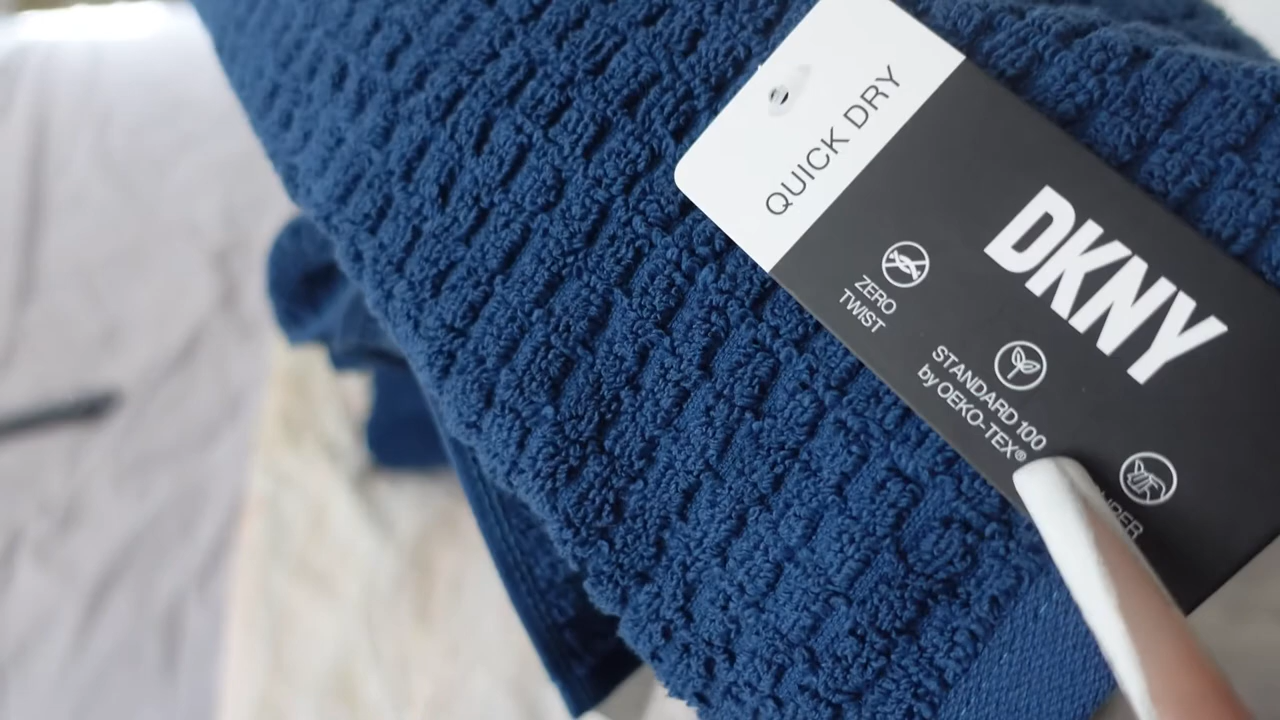 QUICK DRY
DKNY
ZERO
TWIST
STANDARD 100
by OEKO-TEX®